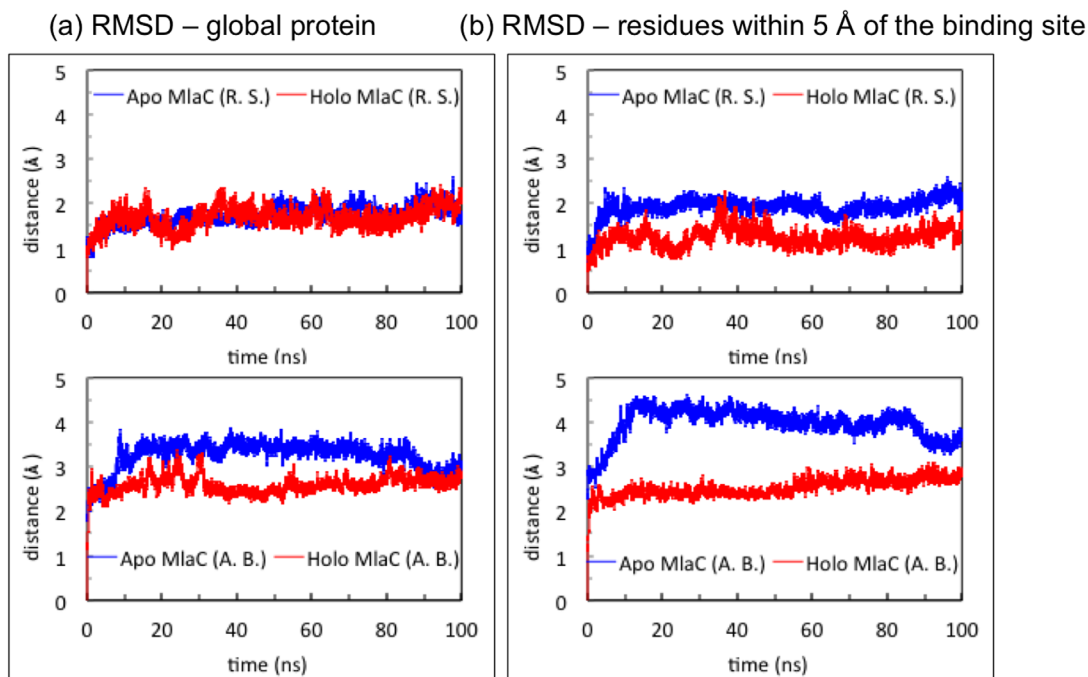 (a) RMSD – global protein
(b) RMSD – residues within 5 Å of the binding site
5
4
3
2
1
0
distance (Å)
Apo MlaC (R. S.)
Holo MlaC (R. S.)
0 20 40 60 80 100
time (ns)
5
4
3
2
1
0
distance (Å)
Apo MlaC (R. S.)
Holo MlaC (R. S.)
0 20 40 60 80 100
time (ns)
5
4
3
2
1
0
distance (Å)
Apo MlaC (A. B.)
Holo MlaC (A. B.)
0 20 40 60 80 100
time (ns)
5
4
3
2
1
0
distance (Å)
Apo MlaC (A. B.)
Holo MlaC (A. B.)
0 20 40 60 80 100
time (ns)